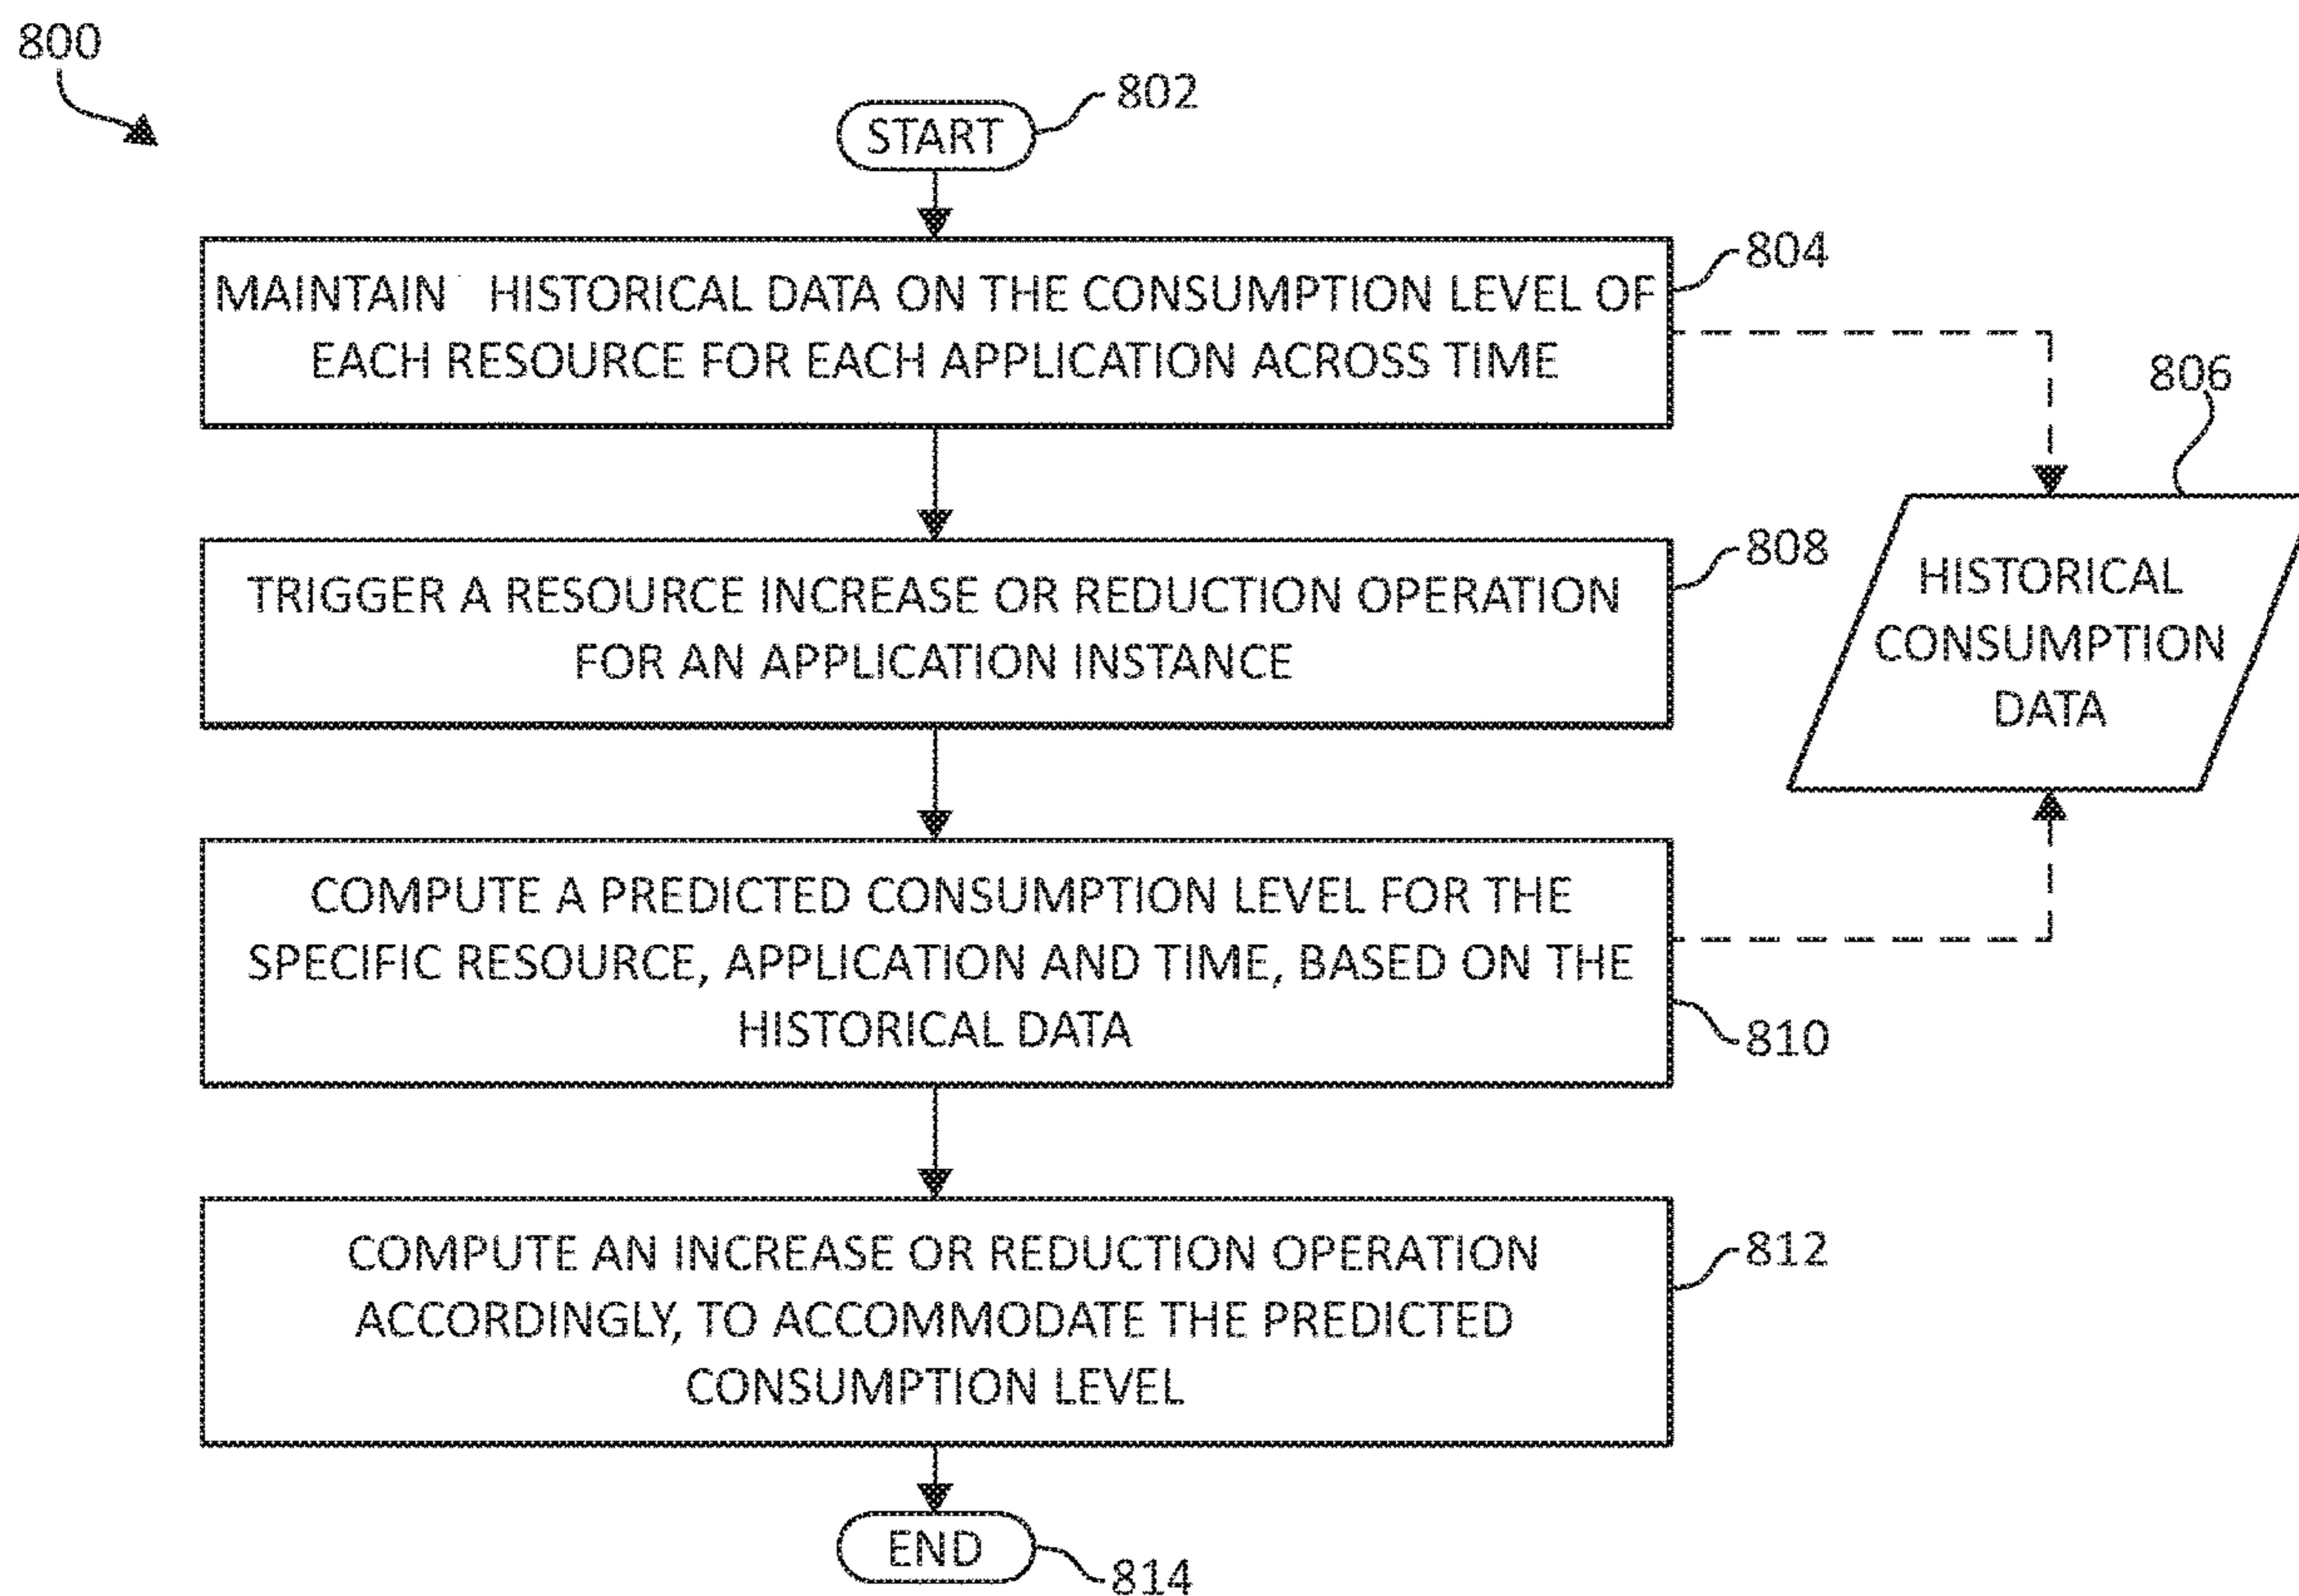 800
START
802
MAINTAIN HISTORICAL DATA ON THE CONSUMPTION LEVEL OF
EACH RESOURCE FOR EACH APPLICATION ACROSS TIME
804
806
HISTORICAL
CONSUMPTION
DATA
TRIGGER A RESOURCE INCREASE OR REDUCTION OPERATION
FOR AN APPLICATION INSTANCE
808
COMPUTE A PREDICTED CONSUMPTION LEVEL FOR THE
SPECIFIC RESOURCE, APPLICATION AND TIME, BASED ON THE
HISTORICAL DATA
810
COMPUTE AN INCREASE OR REDUCTION OPERATION
ACCORDINGLY, TO ACCOMMODATE THE PREDICTED
CONSUMPTION LEVEL
812
END
814